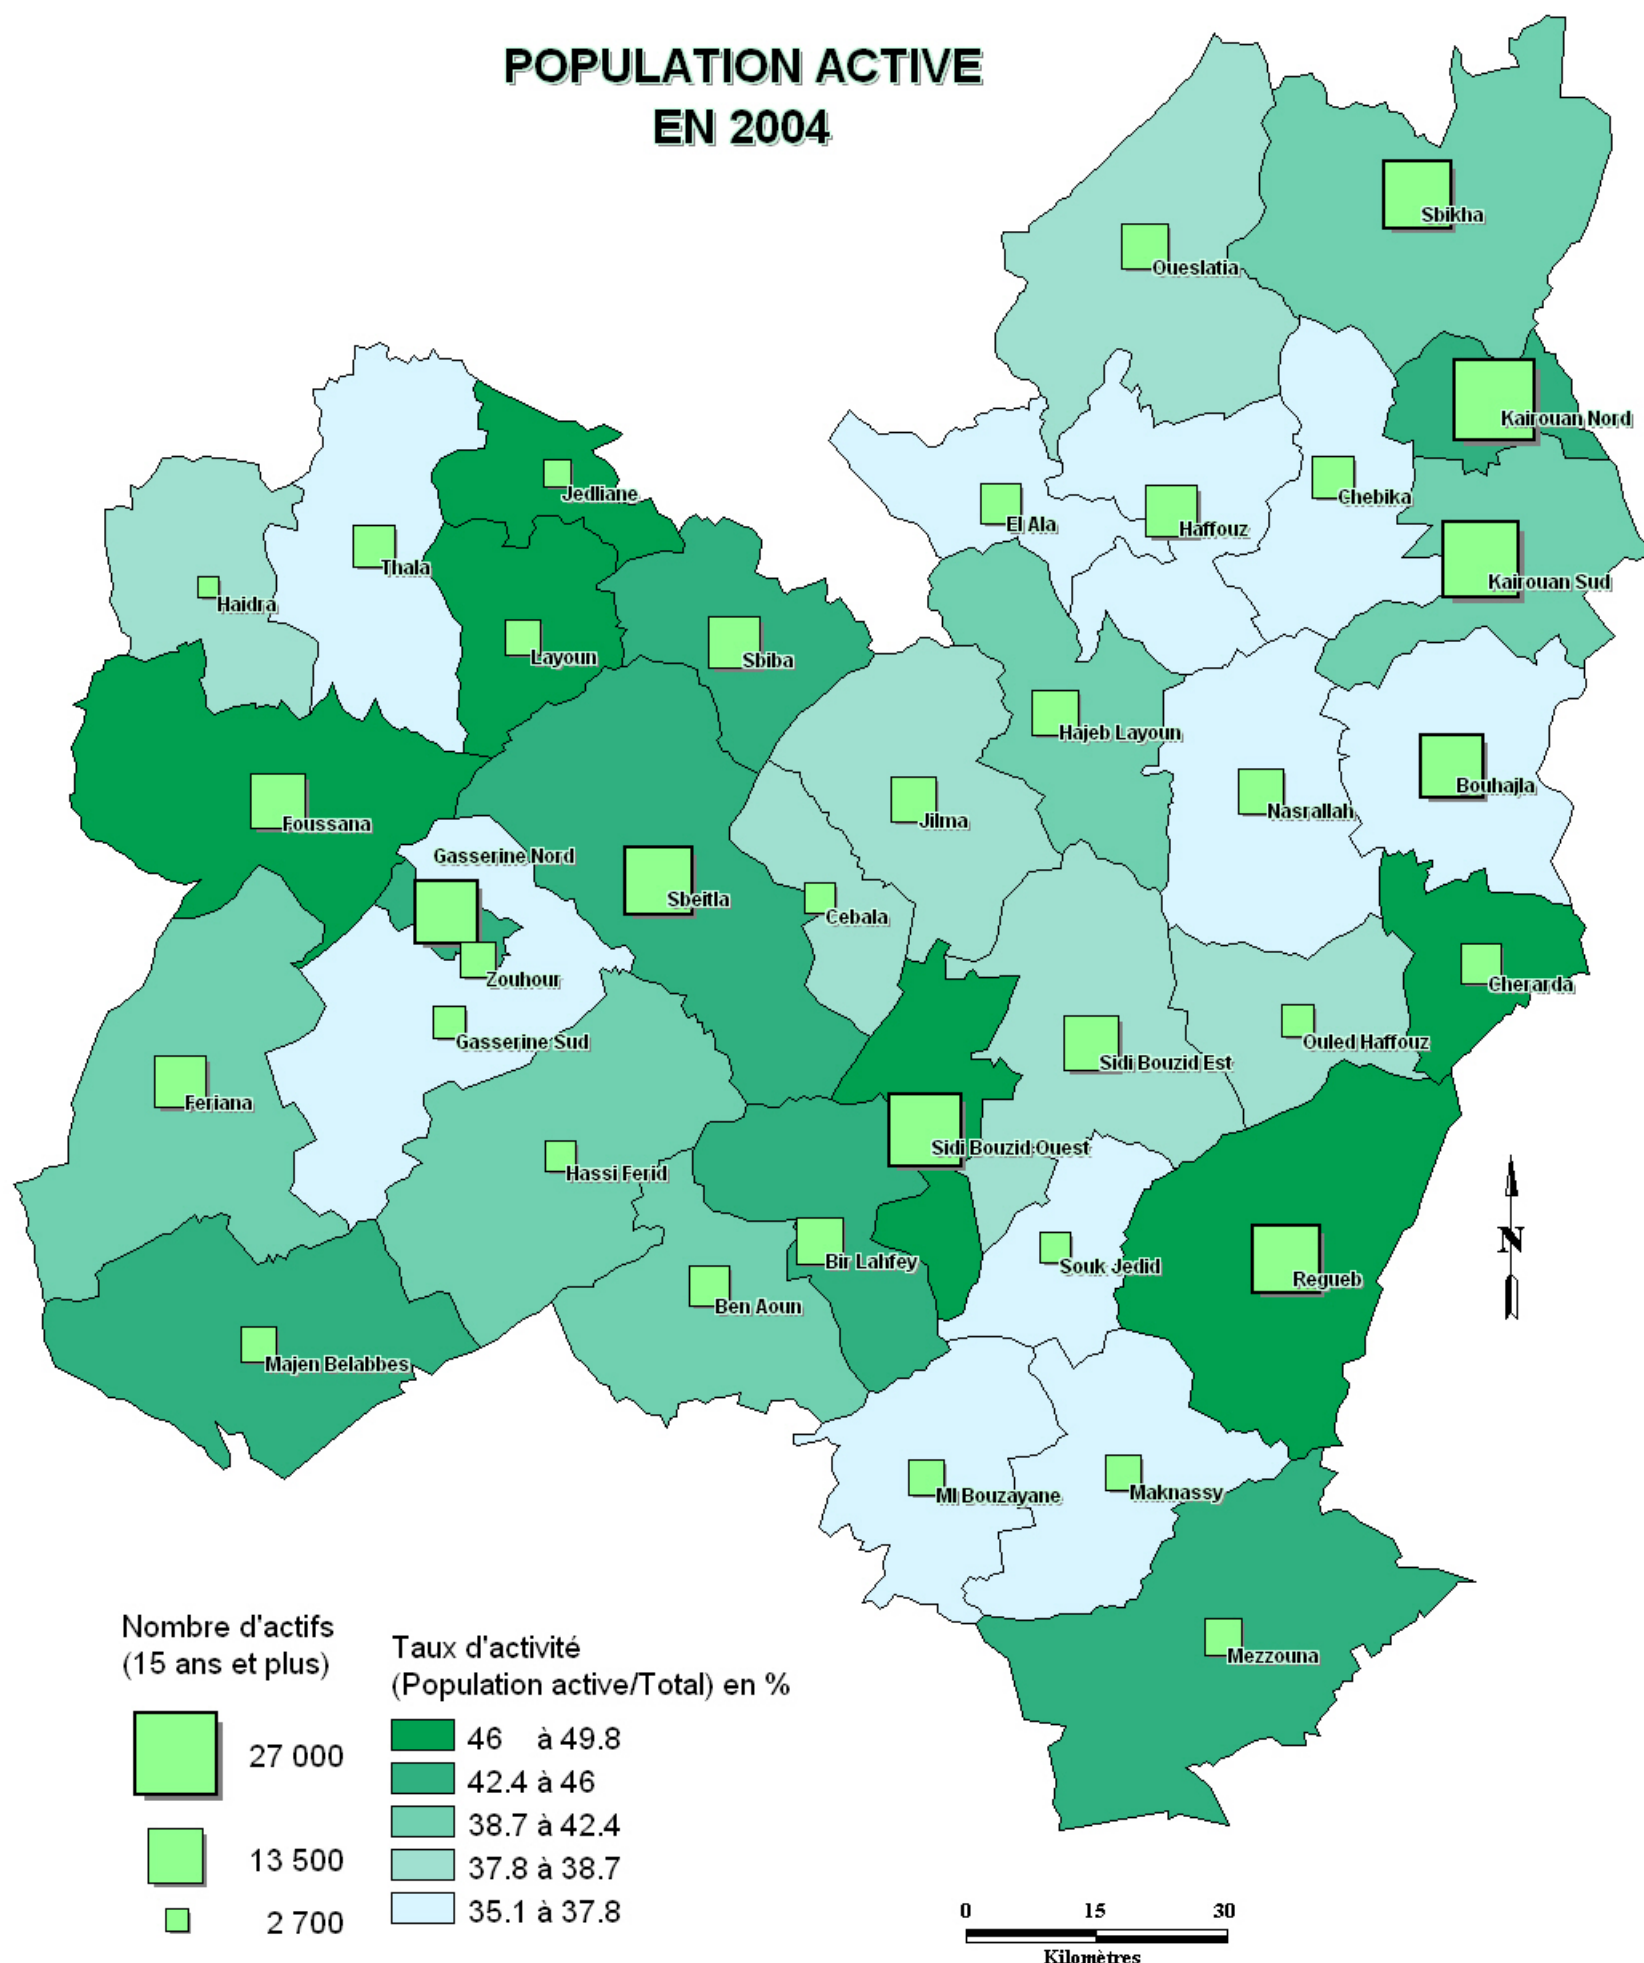 POPULATION ACTIVE
EN 2004
Sbikha
Oueslatia
Kairouan Nord
Chebika
Jedliane
El Ala
Haffouz
Thala
Kairouan Sud
Haidra
Layoun
Sbiba
Hajeb Layoun
Bouhajla
Nasrallah
Jilma
Foussana
Gasserine Nord
Sbeitla
Cebala
Zouhour
Cherarda
Gasserine Sud
Ouled Haffouz
Sidi Bouzid Est
Feriana
Sidi Bouzid Ouest
Hassi Ferid
N
Bir Lahfey
Souk Jedid
Regueb
Ben Aoun
Majen Belabbes
Ml Bouzayane
Maknassy
Mezzouna
Nombre d'actifs
(15 ans et plus)
27 000
13 500
2 700
Taux d'activité
(Population active/Total) en %
46 à 49.8
42.4 à 46
38.7 à 42.4
37.8 à 38.7
35.1 à 37.8
0 15 30
Kilomètres